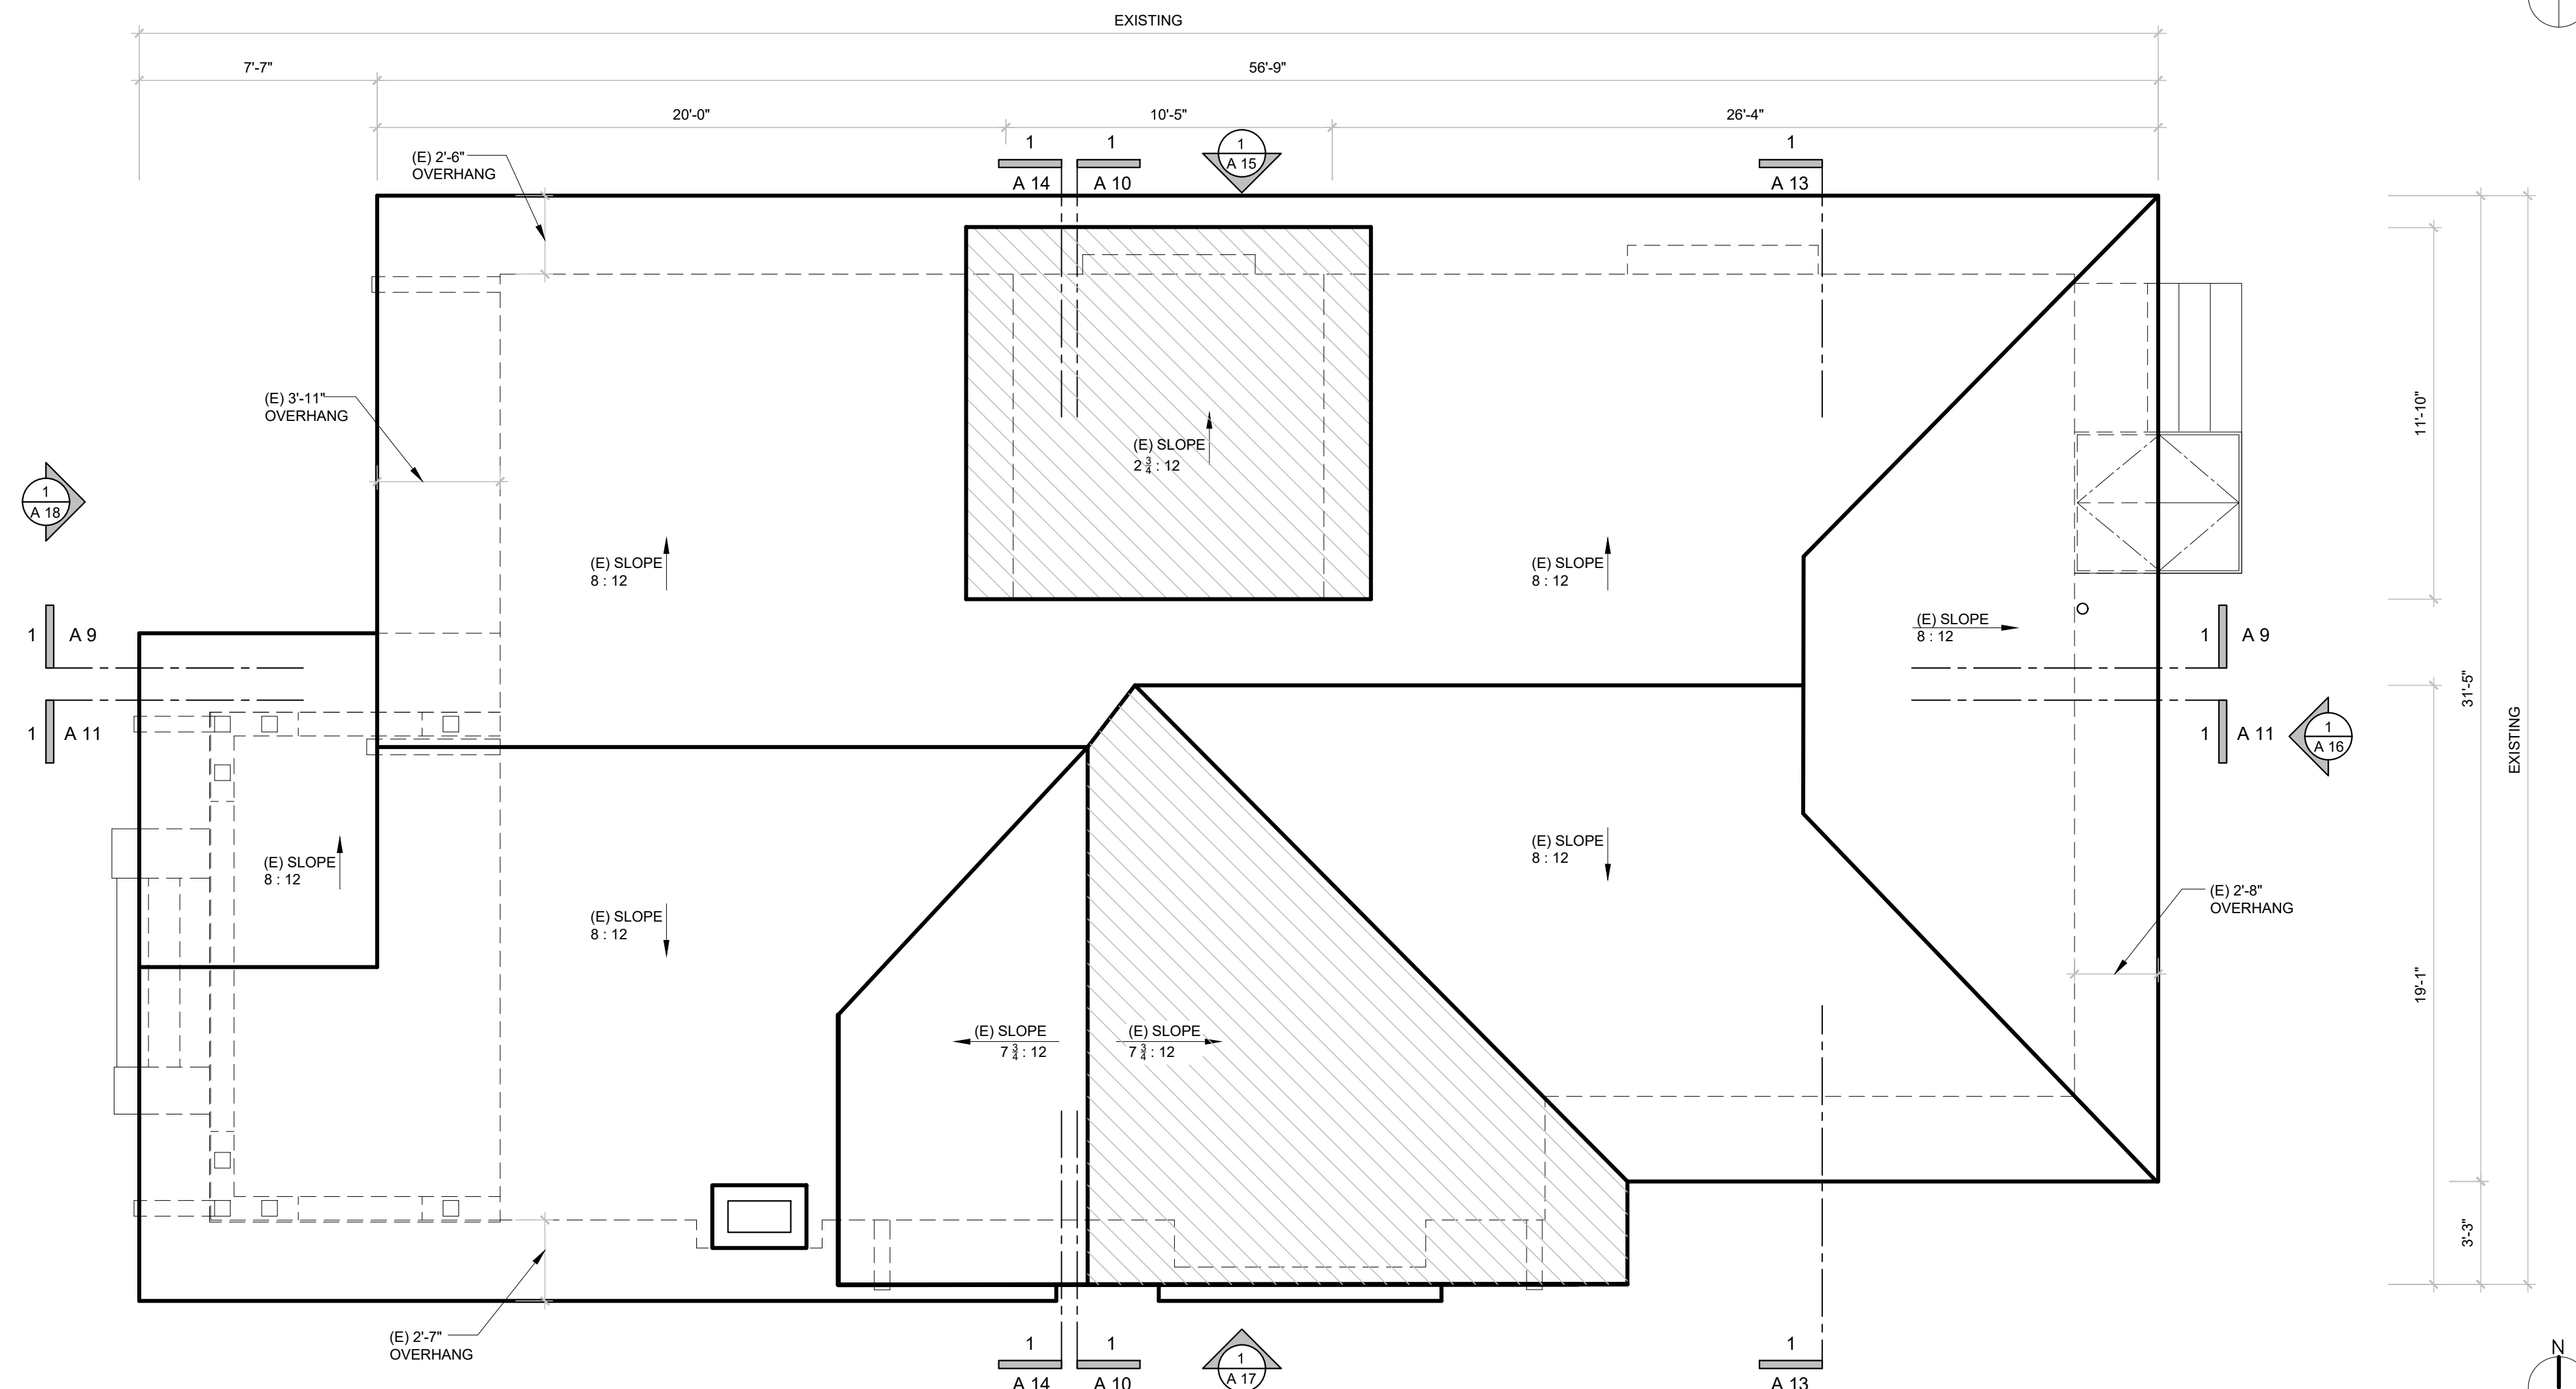 EXISTING
7'-7"
56'-9"
20'-0"
10'-5"
26'-4"
(E) 2'-6"
OVERHANG
1
A 14
1
A 10
1
A 15
1
A 13
(E) 3'-11"
OVERHANG
11'-10"
(E) SLOPE
2 3/4 : 12
1
A 18
(E) SLOPE
8 : 12
(E) SLOPE
8 : 12
(E) SLOPE
8 : 12
1 A 9
1 A 9
31'-5"
1 A 11
1 A 11
1
A 16
EXISTING
(E) SLOPE
8 : 12
(E) SLOPE
8 : 12
(E) SLOPE
8 : 12
(E) 2'-8"
OVERHANG
19'-1"
(E) SLOPE
7 3/4 : 12
(E) SLOPE
7 3/4 : 12
3'-3"
(E) 2'-7"
OVERHANG
1
A 14
1
A 10
1
A 17
1
A 13
N